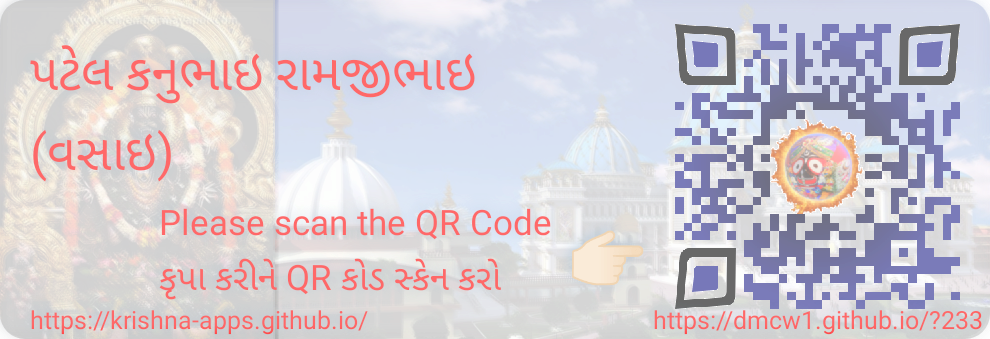 પટેલ કનુભાઇ રામજીભાઇ
(વસાઇ)
Please scan the QR Code
કૃપા કરીને QR કોડ સ્કેન કરો
https://krishna-apps.github.io/
https://dmcw1.github.io/?233